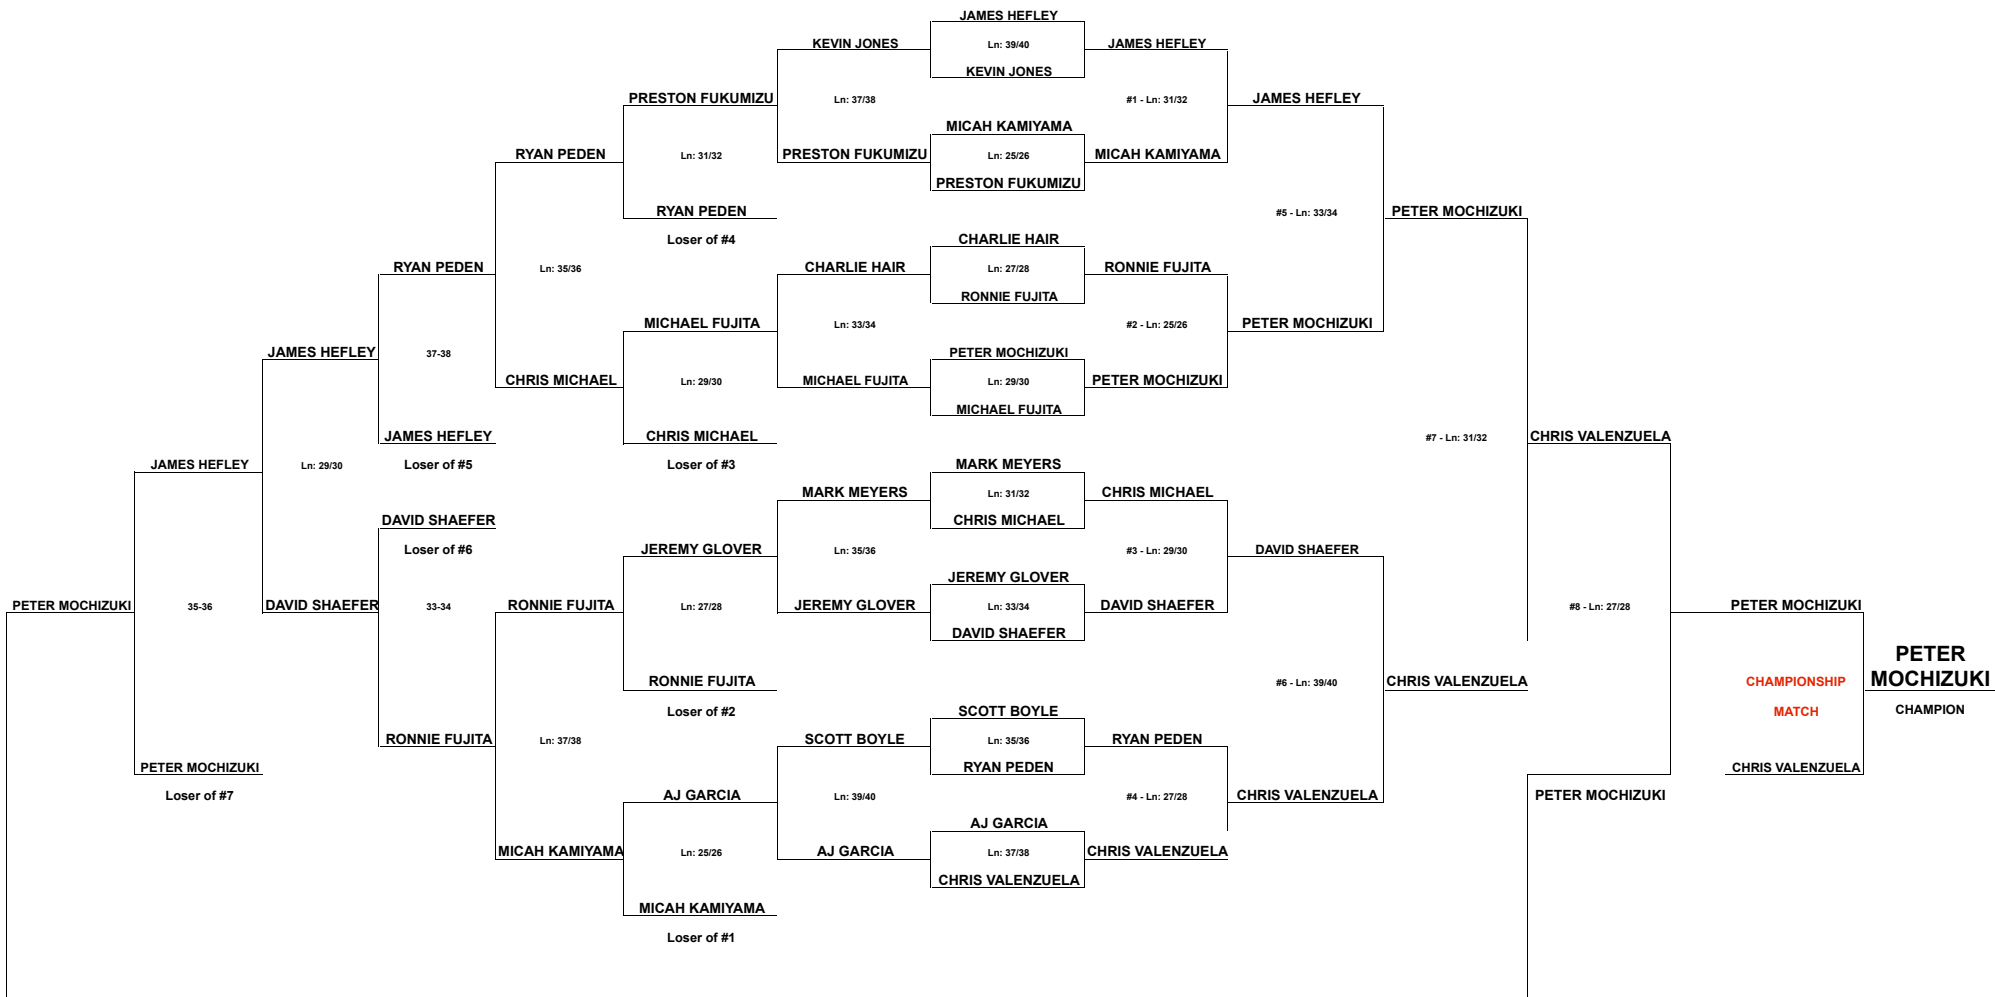 JAMES HEFLEY
KEVIN JONES Ln: 39/40 JAMES HEFLEY
KEVIN JONES
PRESTON FUKUMIZU Ln: 37/38 #1 - Ln: 31/32 JAMES HEFLEY
MICAH KAMIYAMA
RYAN PEDEN Ln: 31/32 PRESTON FUKUMIZU Ln: 25/26 MICAH KAMIYAMA
PRESTON FUKUMIZU
RYAN PEDEN #5 - Ln: 33/34 PETER MOCHIZUKI
Loser of #4 CHARLIE HAIR
RYAN PEDEN Ln: 35/36 CHARLIE HAIR Ln: 27/28 RONNIE FUJITA
RONNIE FUJITA
MICHAEL FUJITA Ln: 33/34 #2 - Ln: 25/26 PETER MOCHIZUKI
JAMES HEFLEY 37-38 PETER MOCHIZUKI
CHRIS MICHAEL Ln: 29/30 MICHAEL FUJITA Ln: 29/30 PETER MOCHIZUKI
MICHAEL FUJITA
JAMES HEFLEY CHRIS MICHAEL #7 - Ln: 31/32 CHRIS VALENZUELA
JAMES HEFLEY Ln: 29/30 Loser of #5 Loser of #3 MARK MEYERS
MARK MEYERS Ln: 31/32 CHRIS MICHAEL
DAVID SHAEFER CHRIS MICHAEL
Loser of #6 JEREMY GLOVER Ln: 35/36 #3 - Ln: 29/30 DAVID SHAEFER
JEREMY GLOVER
PETER MOCHIZUKI 35-36 DAVID SHAEFER 33-34 RONNIE FUJITA Ln: 27/28 JEREMY GLOVER Ln: 33/34 DAVID SHAEFER #8 - Ln: 27/28 PETER MOCHIZUKI
DAVID SHAEFER
PETER
MOCHIZUKI
RONNIE FUJITA #6 - Ln: 39/40 CHRIS VALENZUELA CHAMPIONSHIP
Loser of #2 SCOTT BOYLE MATCH CHAMPION
RONNIE FUJITA Ln: 37/38 SCOTT BOYLE Ln: 35/36 RYAN PEDEN
PETER MOCHIZUKI RYAN PEDEN CHRIS VALENZUELA
Loser of #7 AJ GARCIA Ln: 39/40 #4 - Ln: 27/28 CHRIS VALENZUELA PETER MOCHIZUKI
AJ GARCIA
MICAH KAMIYAMA Ln: 25/26 AJ GARCIA Ln: 37/38 CHRIS VALENZUELA
CHRIS VALENZUELA
MICAH KAMIYAMA
Loser of #1